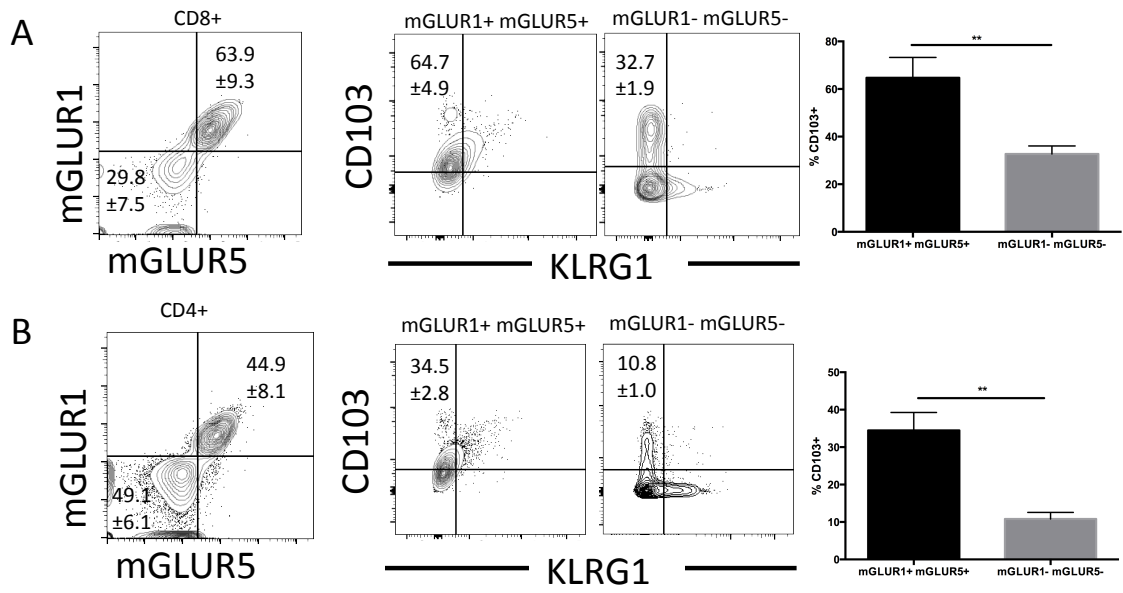 A
CD8+
mGLUR1+ mGLUR5+
mGLUR1- mGLUR5-
63.9
±9.3
29.8
±7.5
mGLUR1
mGLUR5
64.7
±4.9
32.7
±1.9
CD103
KLRG1
**
% CD103+
80
60
40
20
0
mGLUR1+ mGLUR5+
mGLUR1- mGLUR5-
B
CD4+
mGLUR1+ mGLUR5+
mGLUR1- mGLUR5-
44.9
±8.1
49.1
±6.1
mGLUR1
mGLUR5
34.5
±2.8
10.8
±1.0
CD103
KLRG1
**
% CD103+
50
40
30
20
10
0
mGLUR1+ mGLUR5+
mGLUR1- mGLUR5-